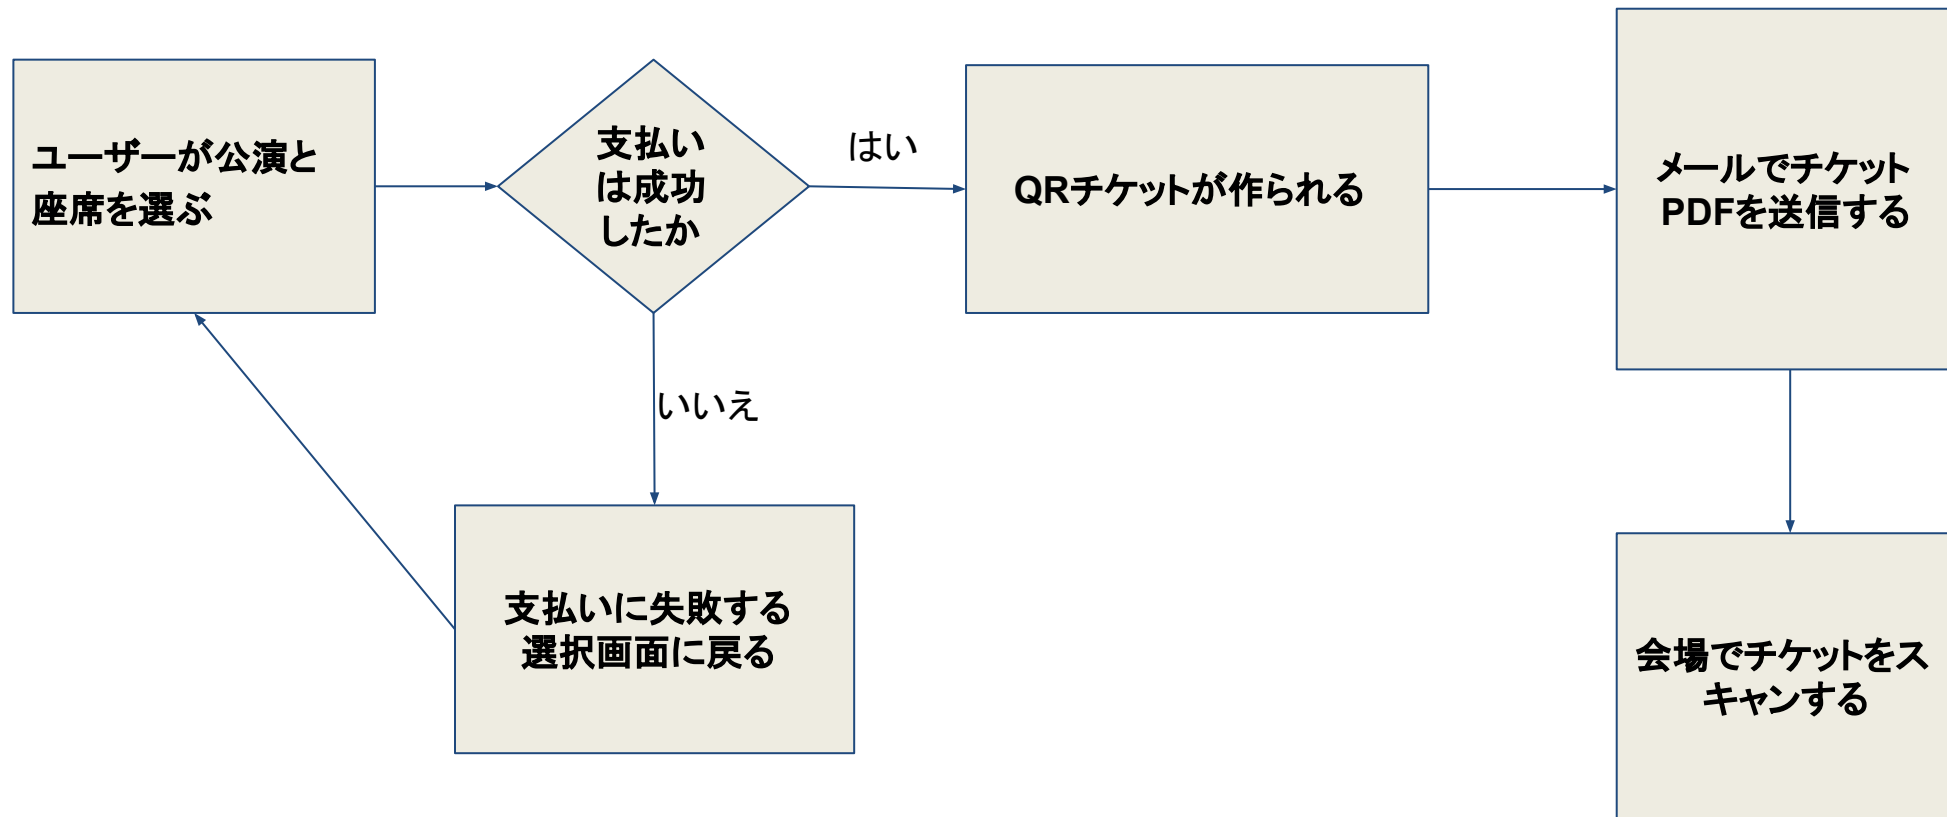 ユーザーが公演と
座席を選ぶ
支払い
は成功
したか
はい
QRチケットが作られる
メールでチケット
PDFを送信する
いいえ
支払いに失敗する
選択画面に戻る
会場でチケットをス
キャンする